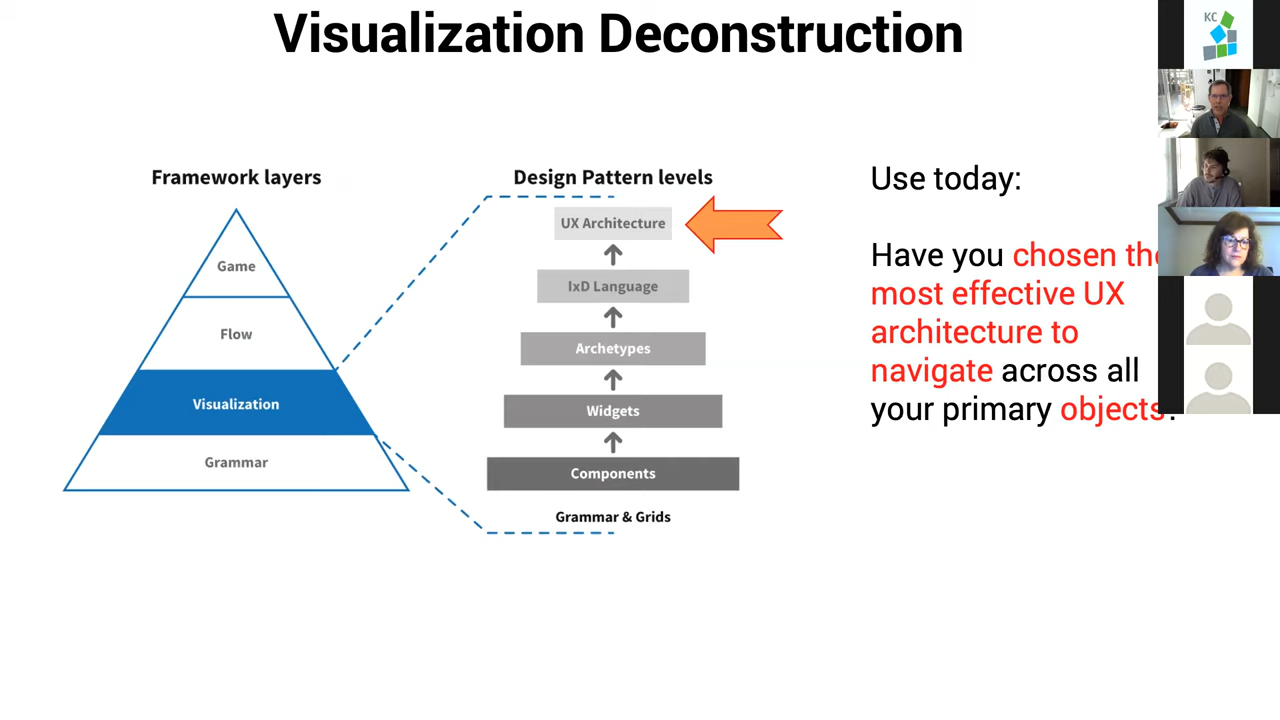 Visualization Deconstruction
KC
Framework layers
Game
Flow
Visualization
Grammar
Design Pattern levels
UX Architecture
IxD Language
Archetypes
Widgets
Components
Grammar & Grids
Use today:
Have you chosen the
most effective UX
architecture to
navigate across all
your primary objects?